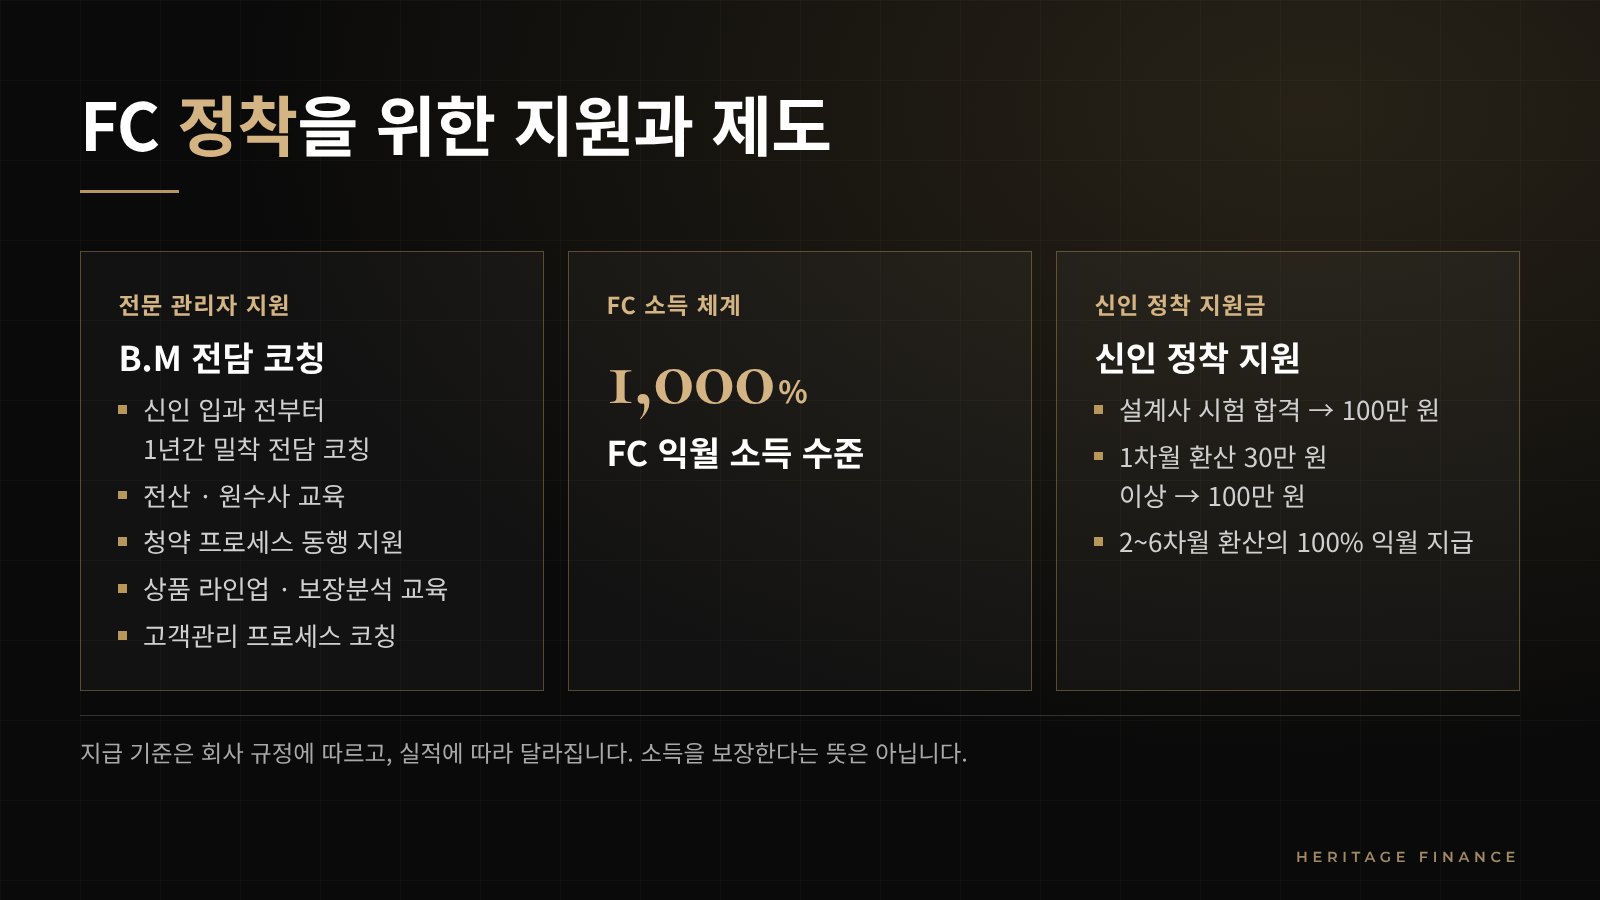 FC 정착을 위한 지원과 제도
전문 관리자 지원
B.M 전담 코칭
신인 입과 전부터
1년간 밀착 전담 코칭
전산 · 원수사 교육
청약 프로세스 동행 지원
상품 라인업 · 보장분석 교육
고객관리 프로세스 코칭
FC 소득 체계
1,000%
FC 익월 소득 수준
신인 정착 지원금
신인 정착 지원
설계사 시험 합격 → 100만 원
1차월 환산 30만 원
이상 → 100만 원
2~6차월 환산의 100% 익월 지급
지급 기준은 회사 규정에 따르고, 실적에 따라 달라집니다. 소득을 보장한다는 뜻은 아닙니다.
HERITAGE FINANCE